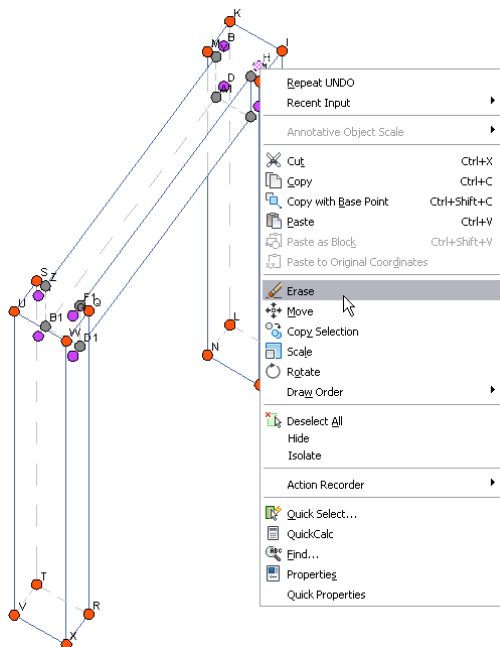 K
I
M
B
H
D
A1
S
Z
U
F1
G
Q
B1
W
D1
L
N
T
V
R
X
Repeat UNDO
Recent Input
Annotative Object Scale
Cut Ctrl+X
Copy Ctrl+C
Copy with Base Point Ctrl+Shift+C
Paste Ctrl+V
Paste as Block Ctrl+Shift+V
Paste to Original Coordinates
Erase
Move
Copy Selection
Scale
Rotate
Draw Order
Deselect All
Hide
Isolate
Action Recorder
Quick Select...
QuickCalc
Find...
Properties
Quick Properties